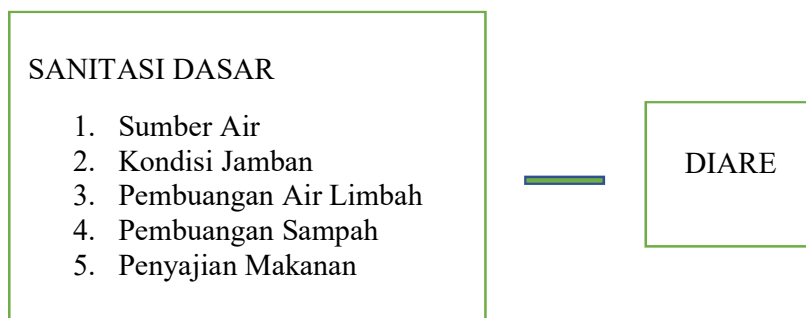 SANITASI DASAR
1. Sumber Air
2. Kondisi Jamban
3. Pembuangan Air Limbah
4. Pembuangan Sampah
5. Penyajian Makanan
DIARE